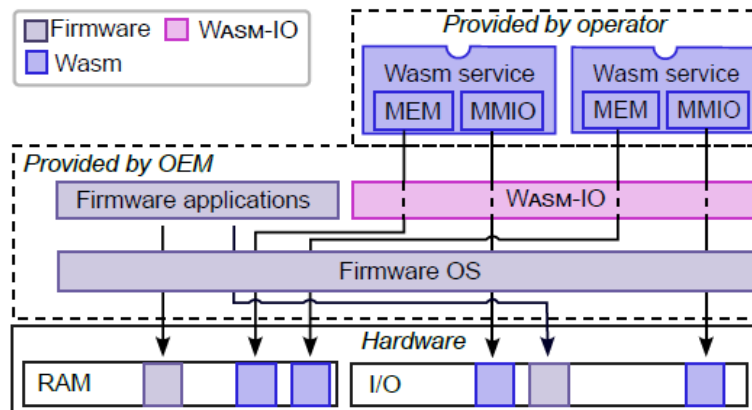 Firmware WASM-IO
Wasm
Provided by operator
Wasm service Wasm service
MEM MMIO MEM MMIO
Provided by OEM
Firmware applications WASM-IO
Firmware OS
Hardware
RAM I/O